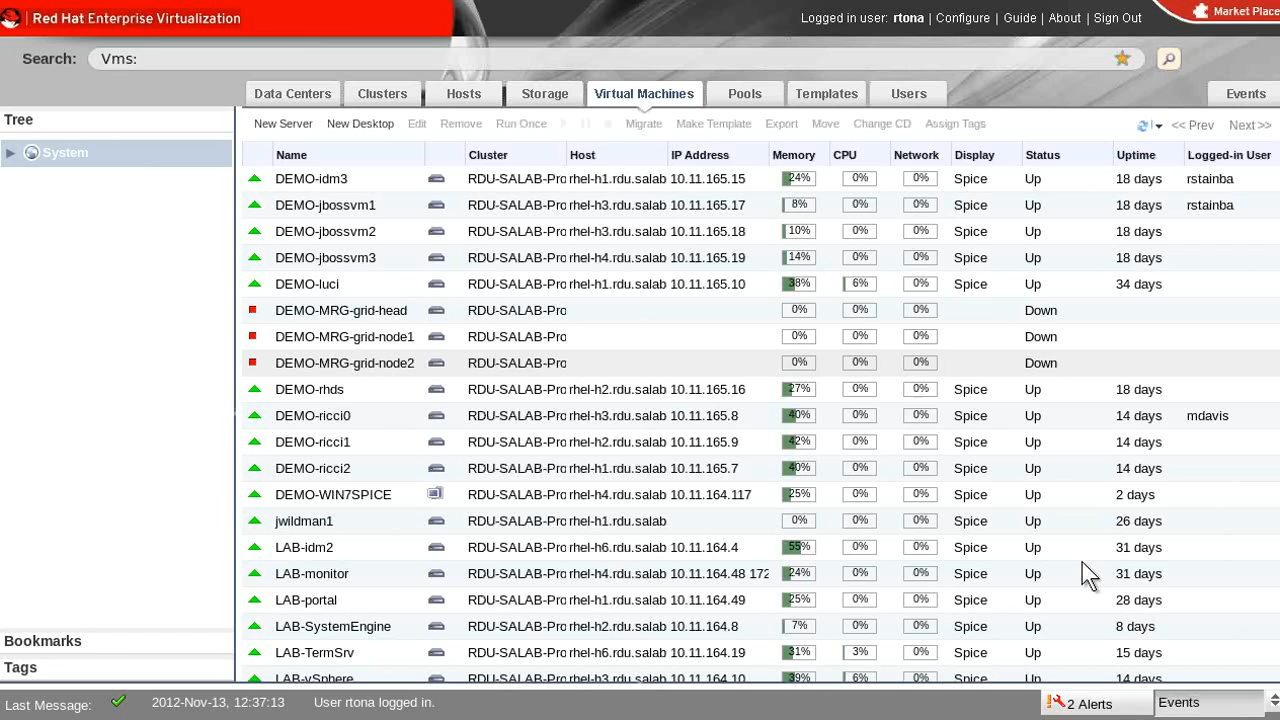 Red Hat Enterprise Virtualization
Logged in user: rtona | Configure | Guide | About | Sign Out
Market Place
Search: Vms:
Data Centers Clusters Hosts Storage Virtual Machines Pools Templates Users Events
Tree
System
New Server New Desktop Edit Remove Run Once Migrate Make Template Export Move Change CD Assign Tags << Prev Next >>
Name Cluster Host IP Address Memory CPU Network Display Status Uptime Logged-in User
DEMO-idm3 RDU-SALAB-Pro rhel-h1.rdu.salab 10.11.165.15 24% 0% 0% Spice Up 18 days rstainba
DEMO-jbossvm1 RDU-SALAB-Pro rhel-h3.rdu.salab 10.11.165.17 8% 0% 0% Spice Up 18 days rstainba
DEMO-jbossvm2 RDU-SALAB-Pro rhel-h3.rdu.salab 10.11.165.18 10% 0% 0% Spice Up 18 days
DEMO-jbossvm3 RDU-SALAB-Pro rhel-h4.rdu.salab 10.11.165.19 14% 0% 0% Spice Up 18 days
DEMO-luci RDU-SALAB-Pro rhel-h1.rdu.salab 10.11.165.10 38% 6% 0% Spice Up 34 days
DEMO-MRG-grid-head RDU-SALAB-Pro 0% 0% 0% Down
DEMO-MRG-grid-node1 RDU-SALAB-Pro 0% 0% 0% Down
DEMO-MRG-grid-node2 RDU-SALAB-Pro 0% 0% 0% Down
DEMO-rhds RDU-SALAB-Pro rhel-h2.rdu.salab 10.11.165.16 27% 0% 0% Spice Up 18 days
DEMO-ricci0 RDU-SALAB-Pro rhel-h3.rdu.salab 10.11.165.8 40% 0% 0% Spice Up 14 days mdavis
DEMO-ricci1 RDU-SALAB-Pro rhel-h2.rdu.salab 10.11.165.9 42% 0% 0% Spice Up 14 days
DEMO-ricci2 RDU-SALAB-Pro rhel-h1.rdu.salab 10.11.165.7 40% 0% 0% Spice Up 14 days
DEMO-WIN7SPICE RDU-SALAB-Pro rhel-h4.rdu.salab 10.11.164.117 25% 0% 0% Spice Up 2 days
jwildman1 RDU-SALAB-Pro rhel-h1.rdu.salab 0% 0% 0% Spice Up 26 days
LAB-idm2 RDU-SALAB-Pro rhel-h6.rdu.salab 10.11.164.4 55% 0% 0% Spice Up 31 days
LAB-monitor RDU-SALAB-Pro rhel-h4.rdu.salab 10.11.164.48 172 24% 0% 0% Spice Up 31 days
LAB-portal RDU-SALAB-Pro rhel-h1.rdu.salab 10.11.164.49 25% 0% 0% Spice Up 28 days
LAB-SystemEngine RDU-SALAB-Pro rhel-h2.rdu.salab 10.11.164.8 7% 0% 0% Spice Up 8 days
LAB-TermSrv RDU-SALAB-Pro rhel-h6.rdu.salab 10.11.164.19 31% 3% 0% Spice Up 15 days
LAB-vSphere RDU-SALAB-Pro rhel-h3.rdu.salab 10.11.164.10 39% 6% 0% Spice Up 14 days
Bookmarks
Tags
Last Message: 2012-Nov-13, 12:37:13 User rtona logged in. 2 Alerts Events